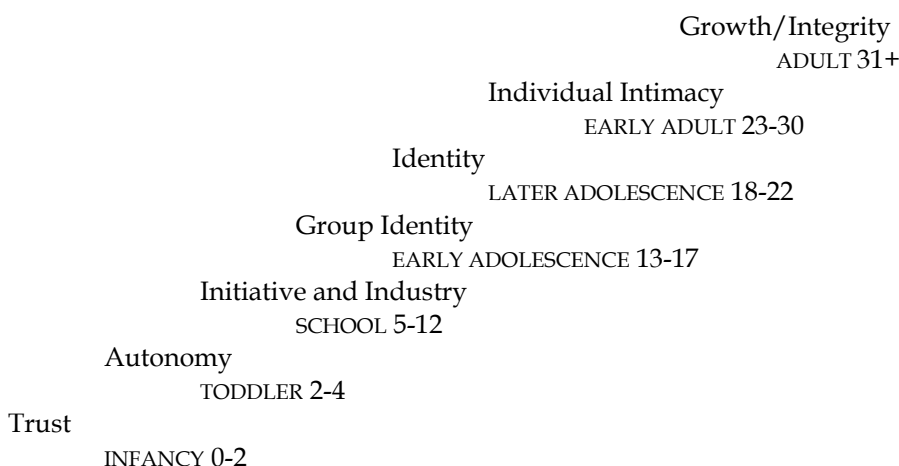 Growth/Integrity
ADULT 31+
Individual Intimacy
EARLY ADULT 23-30
Identity
LATER ADOLESCENCE 18-22
Group Identity
EARLY ADOLESCENCE 13-17
Initiative and Industry
SCHOOL 5-12
Autonomy
TODDLER 2-4
Trust
INFANCY 0-2